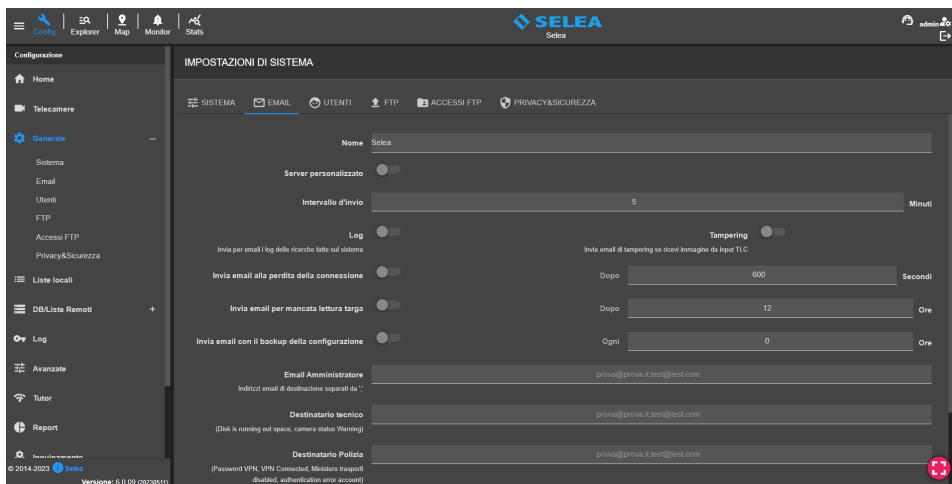 Config
Explorer
Map
Monitor
Stats
SELEA
Selea
admin
Configurazione
Home
Telecamere
Generale
Sistema
Email
Utenti
FTP
Accessi FTP
Privacy&Sicurezza
Liste locali
DB/Liste Remoti
Log
Avanzate
Tutor
Report
Inquinamento
© 2014-2023 Selea
Versione: 6.0.09 (20230511)
IMPOSTAZIONI DI SISTEMA
SISTEMA EMAIL UTENTI FTP ACCESSI FTP PRIVACY&SICUREZZA
Nome Selea
Server personalizzato
Intervallo d'invio 5 Minuti
Log Tampering
Invia per email i log delle ricerche fatte sul sistema Invia email di tampering se ricevi immagine da input TLC
Invia email alla perdita della connessione Dopo 600 Secondi
Invia email per mancata lettura targa Dopo 12 Ore
Invia email con il backup della configurazione Ogni 0 Ore
Email Amministratore prova@prova.it,test@test.com
Indirizzi email di destinazione separati da ','
Destinatario tecnico prova@prova.it,test@test.com
(Disk is running out space, camera status Warning)
Destinatario Polizia prova@prova.it,test@test.com
(Password VPN, VPN Connected, Ministere trasporti
disabled, authentication error account)